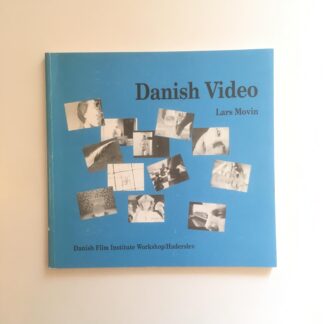 Danish Video
Lars Movin
Danish Film Institute Workshop/Haderslev